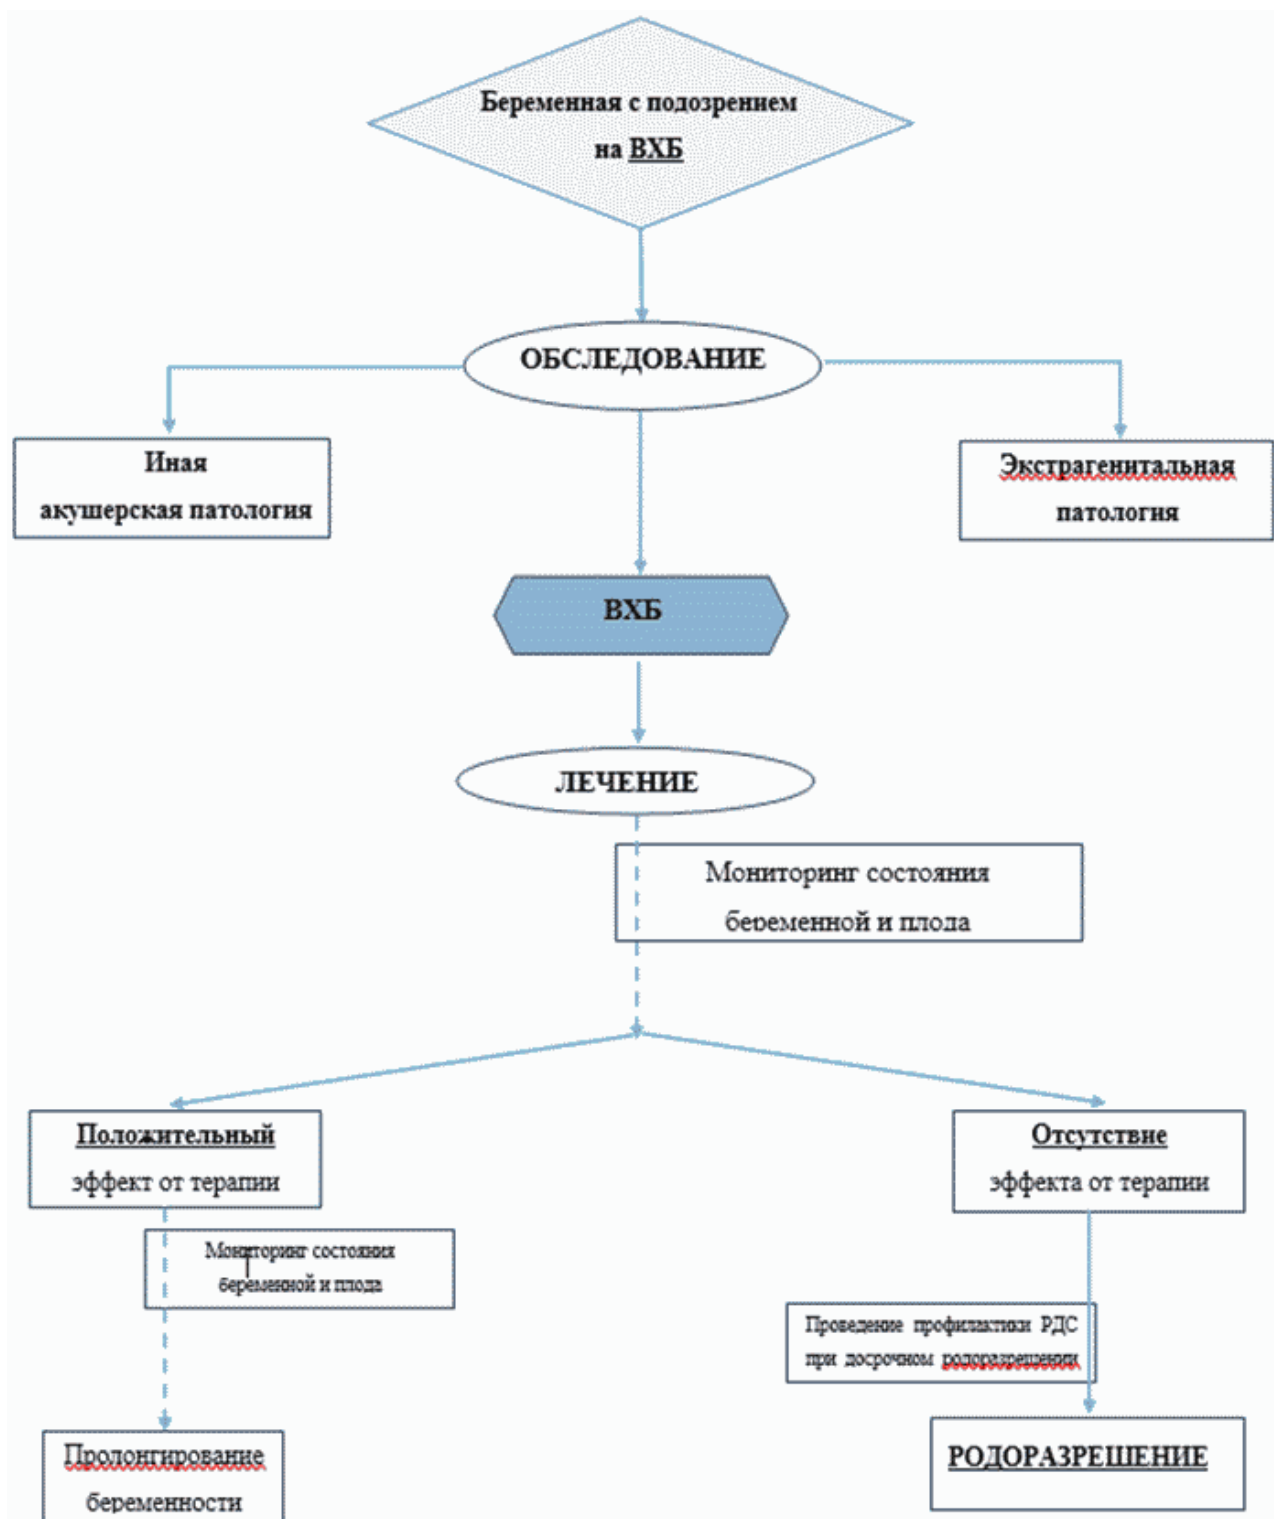 Беременная с подозрением
на ВХБ
ОБСЛЕДОВАНИЕ
Иная
акушерская патология
Экстрагенитальная
патология
ВХБ
ЛЕЧЕНИЕ
Мониторинг состояния
беременной и плода
Положительный
эффект от терапии
Отсутствие
эффекта от терапии
Мониторинг состояния
беременной и плода
Проведение профилактики РДС
при досрочном родоразрешении
Пролонгирование
беременности
РОДОРАЗРЕШЕНИЕ